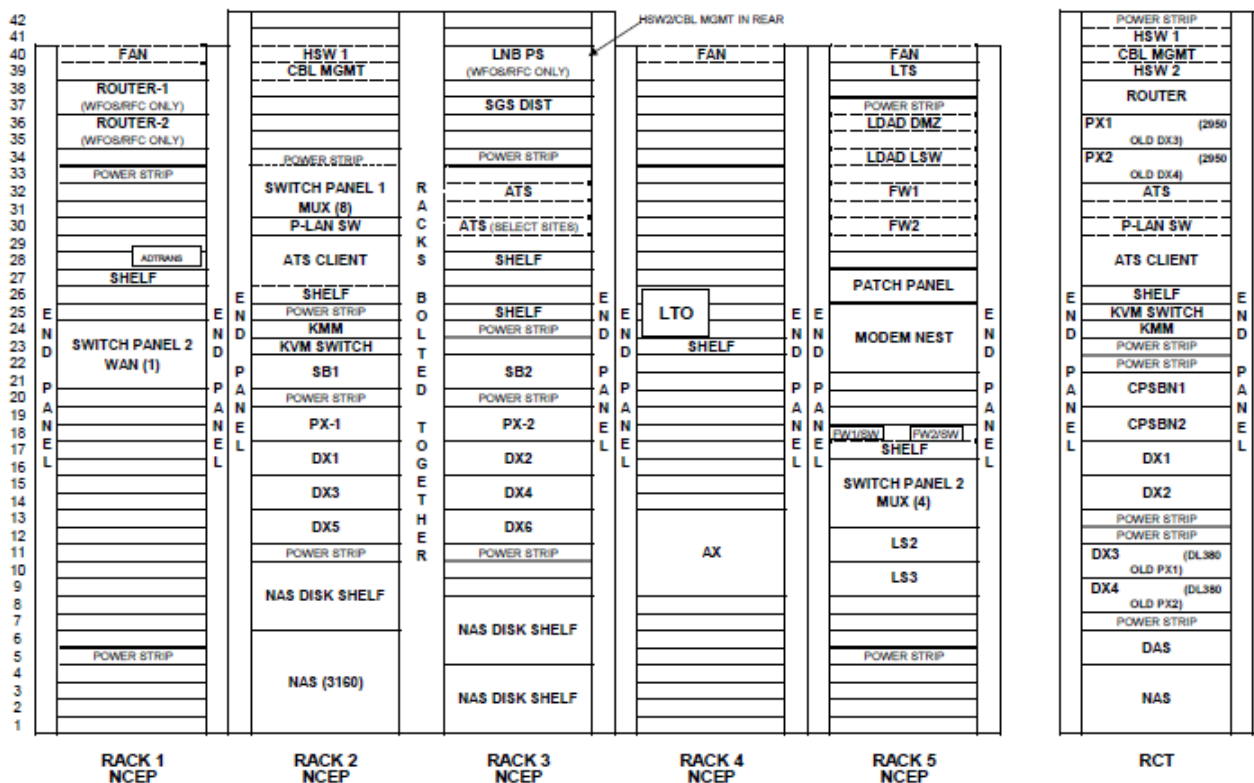 42
41
40
39
38
37
36
35
34
33
32
31
30
29
28
27
26
25
24
23
22
21
20
19
18
17
16
15
14
13
12
11
10
9
8
7
6
5
4
3
2
1
END PANEL
FAN
ROUTER-1
(WFOS/RFC ONLY)
ROUTER-2
(WFOS/RFC ONLY)
POWER STRIP
ADTRANS
SHELF
SWITCH PANEL 2
WAN (1)
POWER STRIP
RACK 1
NCEP
END PANEL
END PANEL
HSW 1
CBL MGMT
POWER STRIP
SWITCH PANEL 1
MUX (8)
P-LAN SW
ATS CLIENT
SHELF
POWER STRIP
KMM
KVM SWITCH
SB1
POWER STRIP
PX-1
DX1
DX3
DX5
POWER STRIP
NAS DISK SHELF
NAS (3160)
RACK 2
NCEP
RACKS BOLTED TOGETHER
HSW2/CBL MGMT IN REAR
LNB PS
(WFOS/RFC ONLY)
SGS DIST
POWER STRIP
ATS
ATS (SELECT SITES)
SHELF
SHELF
POWER STRIP
SB2
POWER STRIP
PX-2
DX2
DX4
DX6
POWER STRIP
NAS DISK SHELF
NAS DISK SHELF
RACK 3
NCEP
END PANEL
END PANEL
FAN
LTO
SHELF
AX
RACK 4
NCEP
END PANEL
END PANEL
FAN
LTS
POWER STRIP
LDAD DMZ
LDAD LSW
FW1
FW2
PATCH PANEL
MODEM NEST
FW1/SW FW2/SW
SHELF
SWITCH PANEL 2
MUX (4)
LS2
LS3
POWER STRIP
RACK 5
NCEP
END PANEL
END PANEL
POWER STRIP
HSW 1
CBL MGMT
HSW 2
ROUTER
PX1 (2950
OLD DX3)
PX2 (2950
OLD DX4)
ATS
P-LAN SW
ATS CLIENT
SHELF
KVM SWITCH
KMM
POWER STRIP
POWER STRIP
CPSBN1
CPSBN2
DX1
DX2
POWER STRIP
POWER STRIP
DX3 (DL380
OLD PX1)
DX4 (DL380
OLD PX2)
POWER STRIP
DAS
NAS
RCT
END PANEL